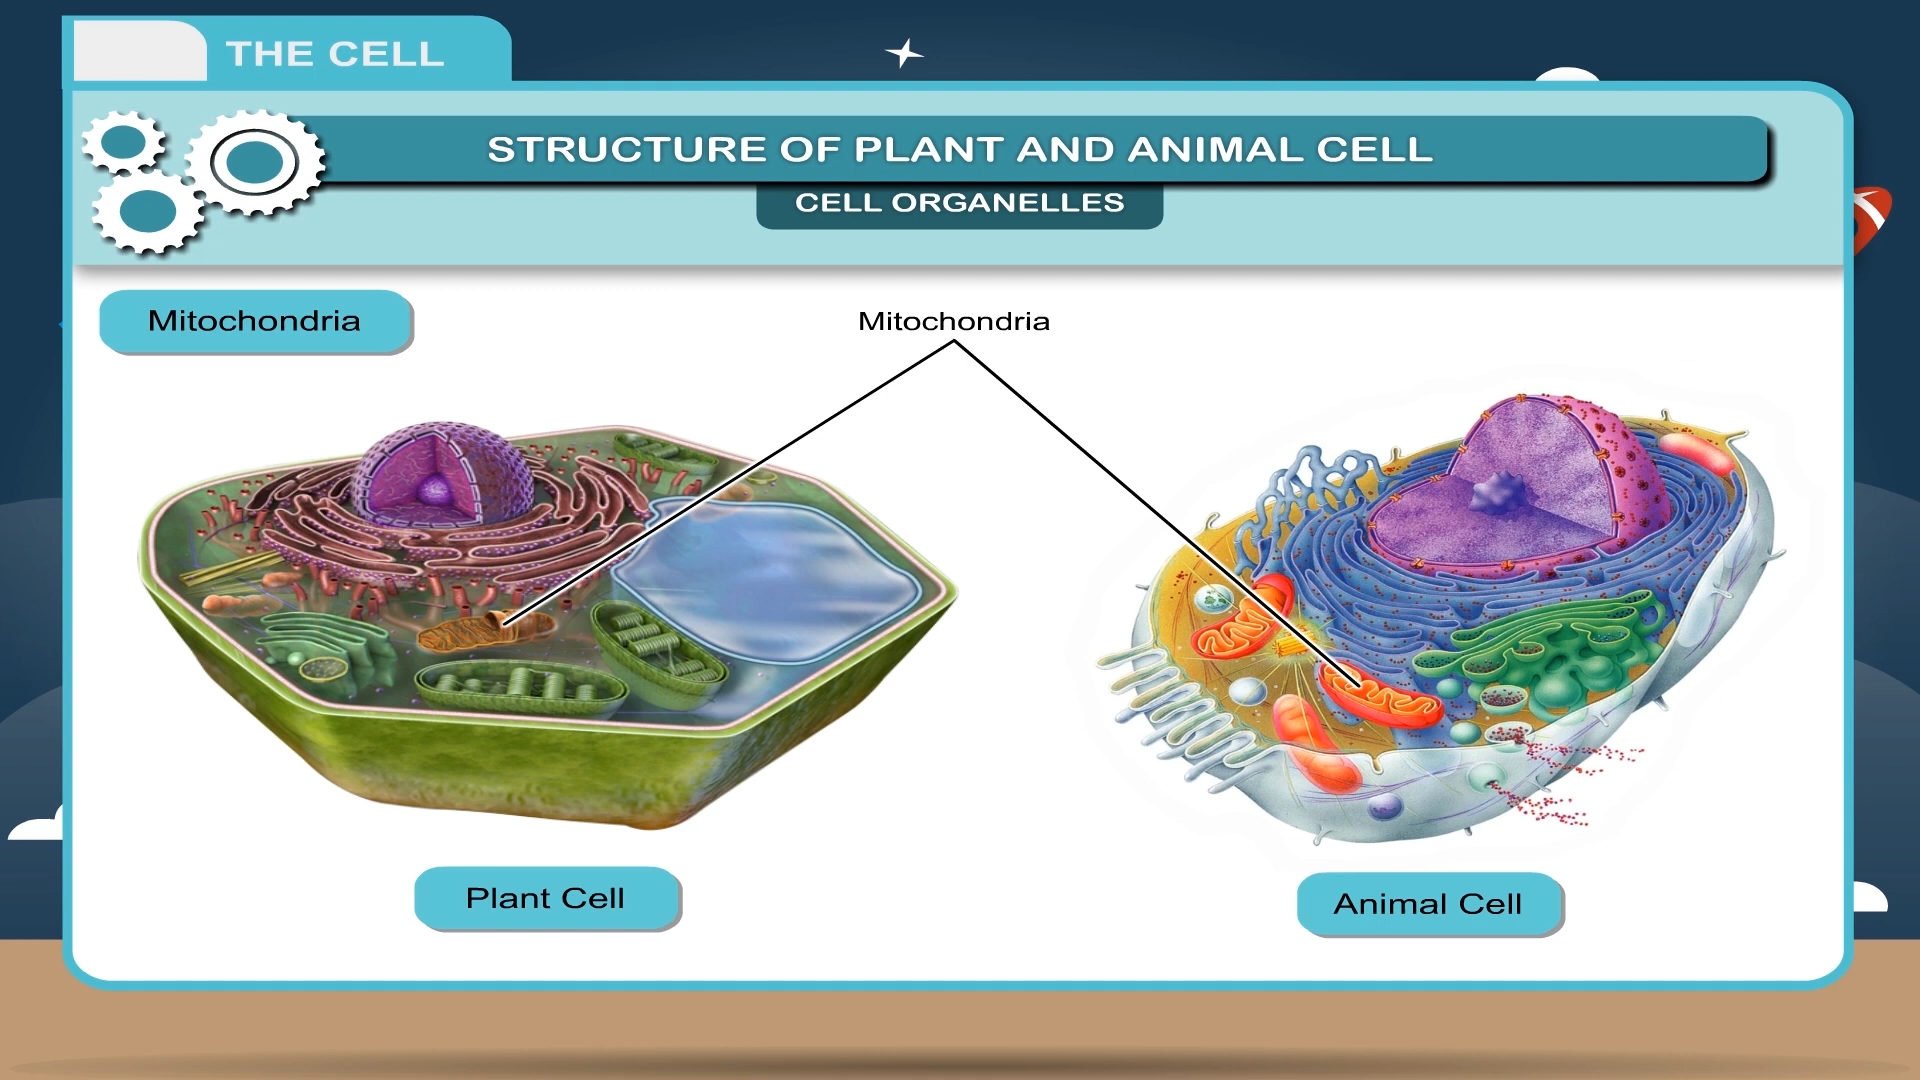 THE CELL
STRUCTURE OF PLANT AND ANIMAL CELL
CELL ORGANELLES
Mitochondria
Mitochondria
Plant Cell
Animal Cell